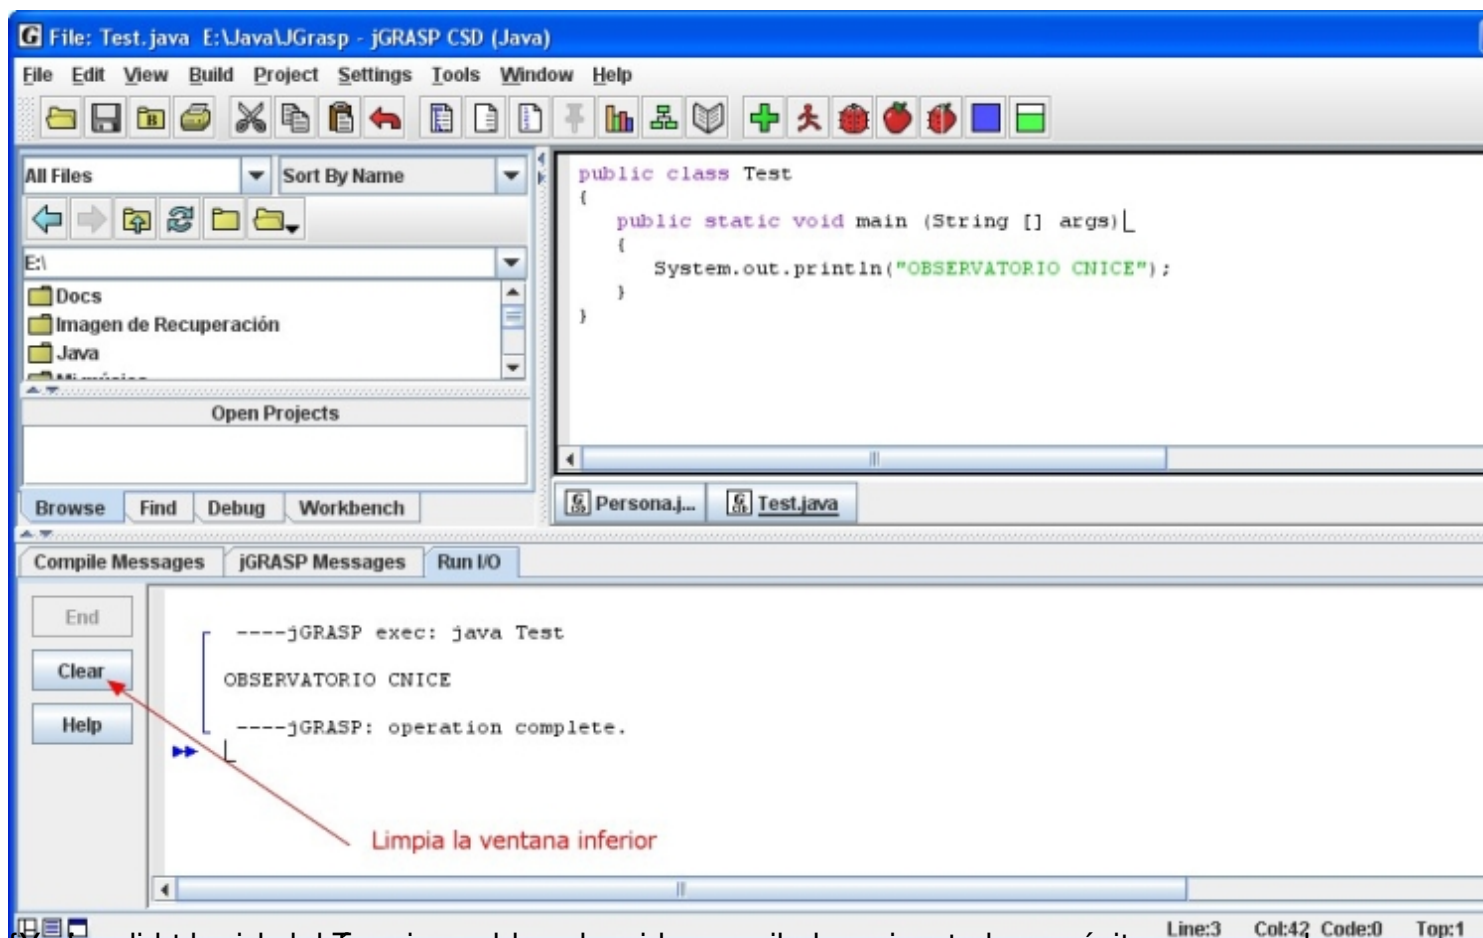 File: Test.java E:\Java\JGrasp - jGRASP CSD (Java)
File Edit View Build Project Settings Tools Window Help
All Files Sort By Name
E:\
Docs
Imagen de Recuperación
Java
Open Projects
Browse Find Debug Workbench
public class Test
{
public static void main (String [] args)
{
System.out.println("OBSERVATORIO CNICE");
}
}
Persona.j... Test.java
Compile Messages jGRASP Messages Run I/O
End
Clear
Help
----jGRASP exec: java Test
OBSERVATORIO CNICE
----jGRASP: operation complete.
Limpia la ventana inferior
Line:3 Col:42 Code:0 Top:1